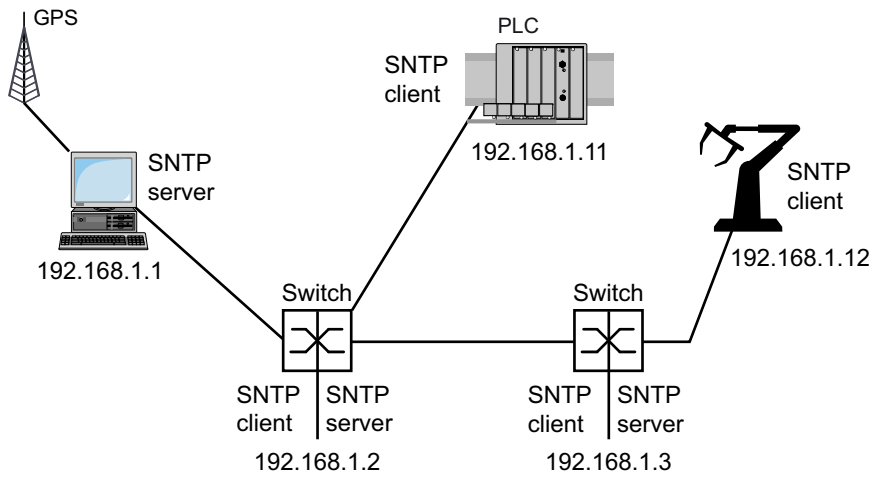 GPS
PLC
SNTP
client
192.168.1.11
SNTP
server
192.168.1.1
SNTP
client
192.168.1.12
Switch
SNTP
client
SNTP
server
192.168.1.2
Switch
SNTP
client
SNTP
server
192.168.1.3